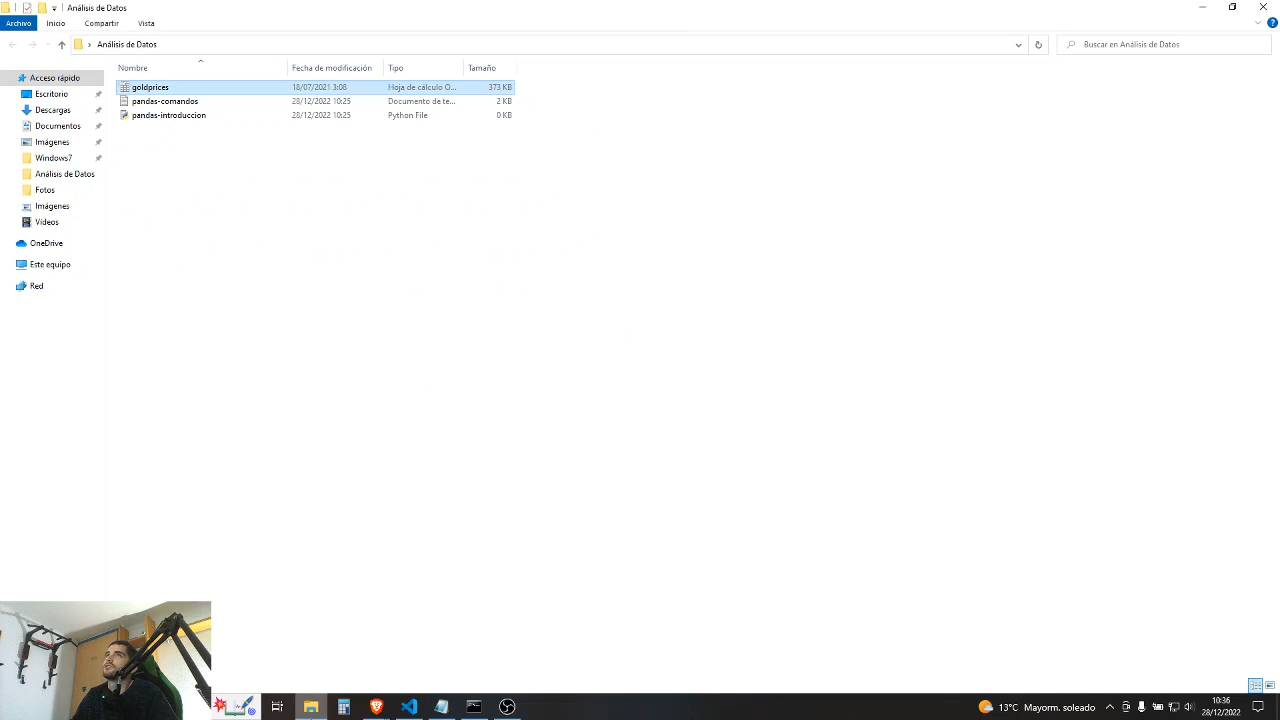 Análisis de Datos
Archivo Inicio Compartir Vista
Análisis de Datos
Buscar en Análisis de Datos
Nombre Fecha de modificación Tipo Tamaño
Acceso rápido
Escritorio
Descargas
Documentos
Imágenes
Windows7
Análisis de Datos
Fotos
Imágenes
Vídeos
OneDrive
Este equipo
Red
goldprices 18/07/2021 3:08 Hoja de cálculo O... 373 KB
pandas-comandos 28/12/2022 10:25 Documento de te... 2 KB
pandas-introduccion 28/12/2022 10:25 Python File 0 KB
13°C Mayorm. soleado
10:36
28/12/2022